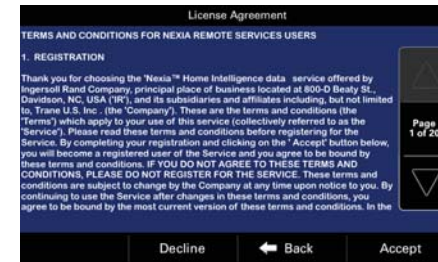 License Agreement
TERMS AND CONDITIONS FOR NEXIA REMOTE SERVICES USERS
1. REGISTRATION
Thank you for choosing the 'Nexia™ Home Intelligence data service offered by
Ingersoll Rand Company, principal place of business located at 800-D Beaty St.,
Davidson, NC, USA ('IR'), and its subsidiaries and affiliates including, but not limited
to, Trane U.S. Inc . (the 'Company'). These are the terms and conditions (the
'Terms') which apply to your use of this service (collectively referred to as the
'Service'). Please read these terms and conditions before registering for the
Service. By completing your registration and clicking on the ' Accept' button below,
you will become a registered user of the Service and you agree to be bound by
these terms and conditions. IF YOU DO NOT AGREE TO THESE TERMS AND
CONDITIONS, PLEASE DO NOT REGISTER FOR THE SERVICE. These terms and
conditions are subject to change by the Company at any time upon notice to you. By
continuing to use the Service after changes in these terms and conditions, you
agree to be bound by the most current version of these terms and conditions. In the
Page
1 of 20
Decline
Back
Accept